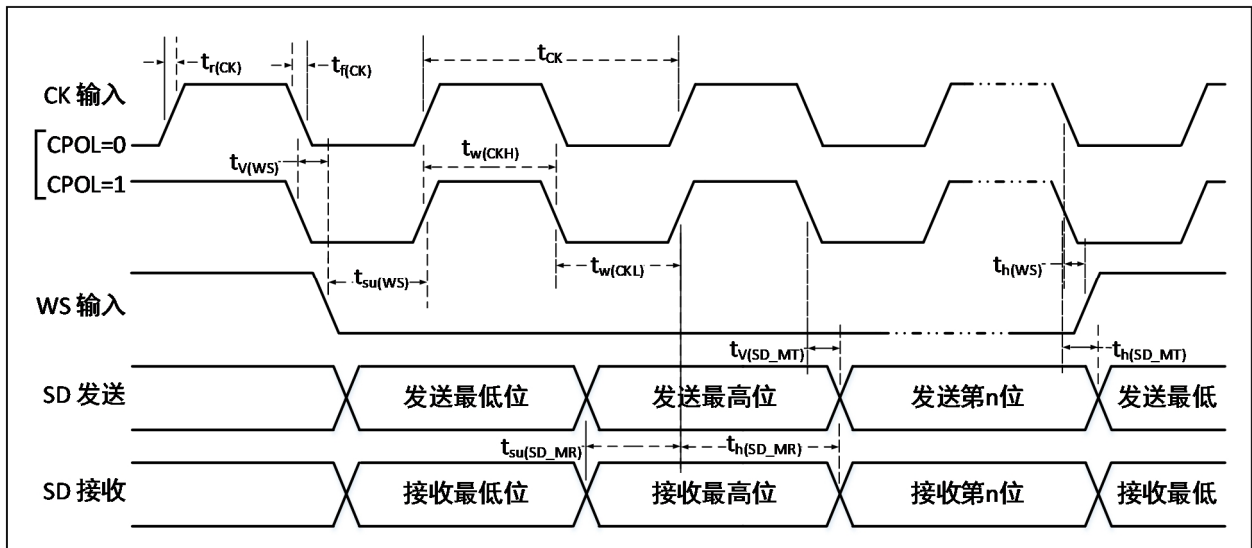 tCK
tr(CK)
tf(CK)
CK 输入
CPOL=0
tV(WS)
tw(CKH)
CPOL=1
tsu(WS)
tw(CKL)
th(WS)
WS 输入
tV(SD_MT)
th(SD_MT)
SD 发送
发送最低位
发送最高位
发送第n位
发送最低
tsu(SD_MR)
th(SD_MR)
SD 接收
接收最低位
接收最高位
接收第n位
接收最低